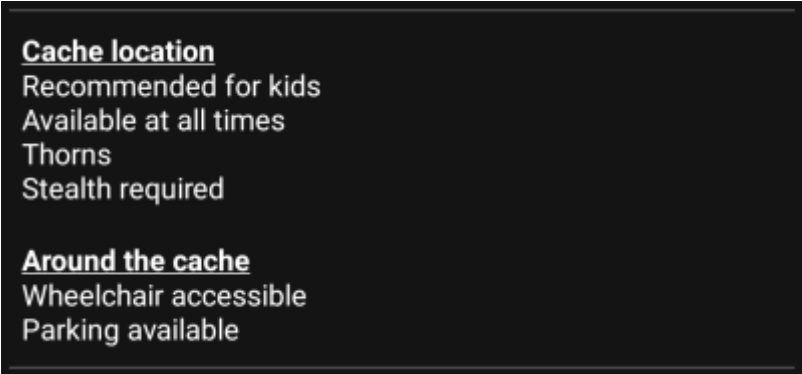 Cache location
Recommended for kids
Available at all times
Thorns
Stealth required
Around the cache
Wheelchair accessible
Parking available